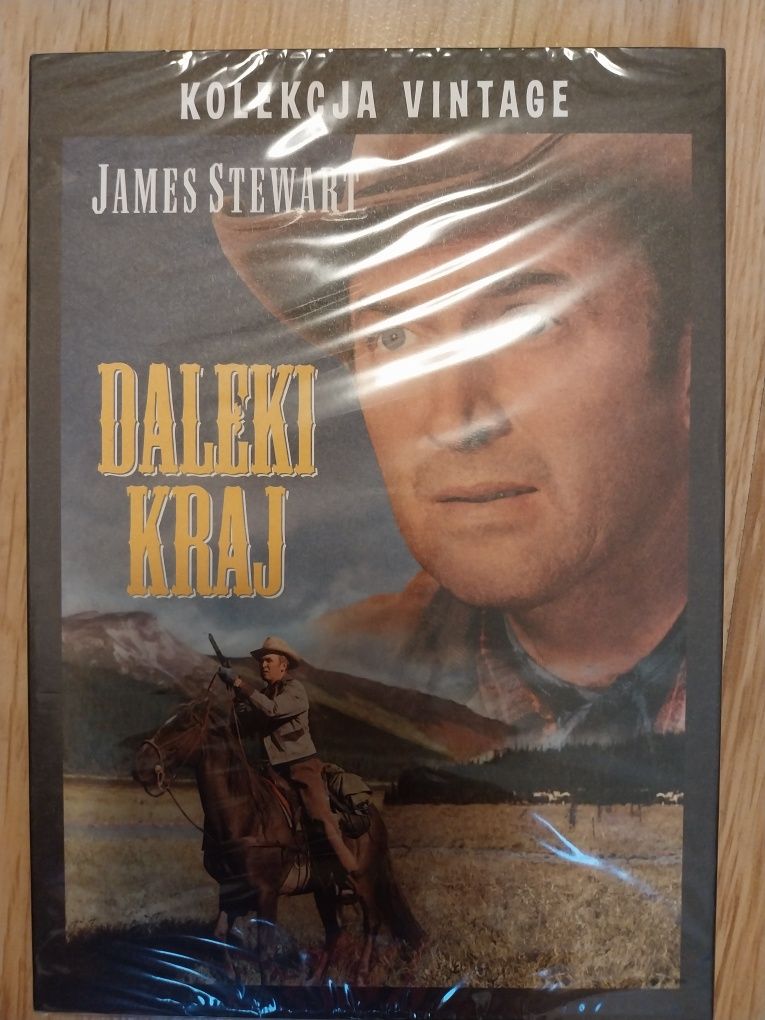 KOLEKCJA VINTAGE
JAMES STEWART
DALEKI
KRAJ